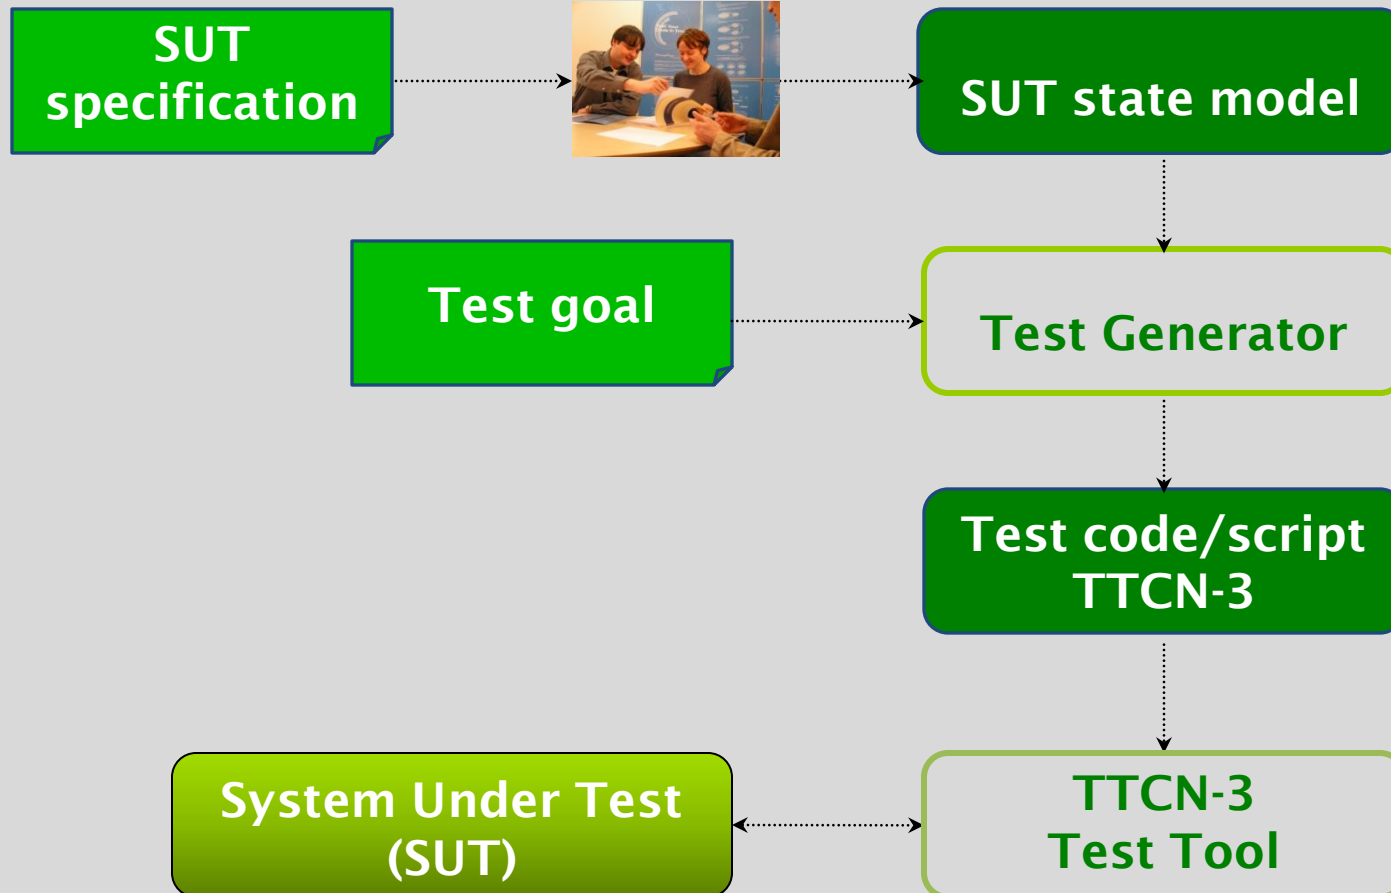 SUT
specification
SUT state model
Test goal
Test Generator
Test code/script
TTCN-3
System Under Test
(SUT)
TTCN-3
Test Tool